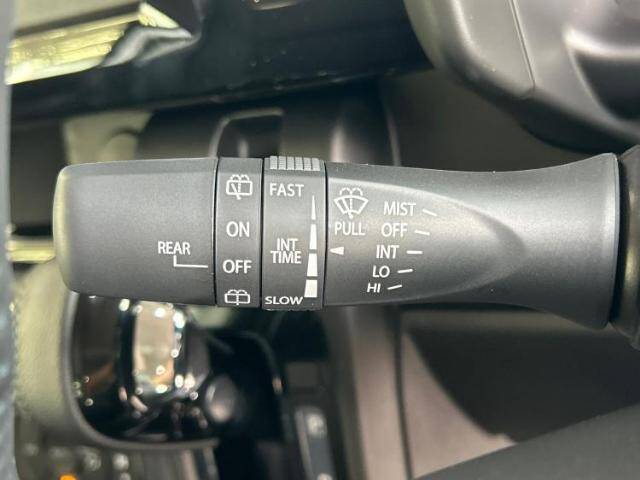 REAR
ON
OFF
FAST
INT
TIME
SLOW
PULL
MIST
OFF
INT
LO
HI